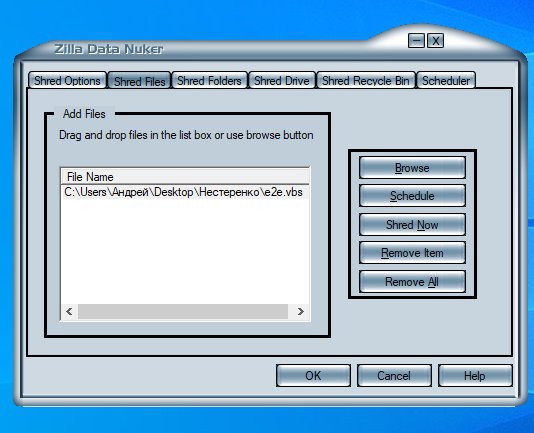 Zilla Data Nuker
Shred Options Shred Files Shred Folders Shred Drive Shred Recycle Bin Scheduler
Add Files
Drag and drop files in the list box or use browse button
File Name
C:\Users\Андрей\Desktop\Нестеренко\e2e.vbs
Browse
Schedule
Shred Now
Remove Item
Remove All
OK Cancel Help